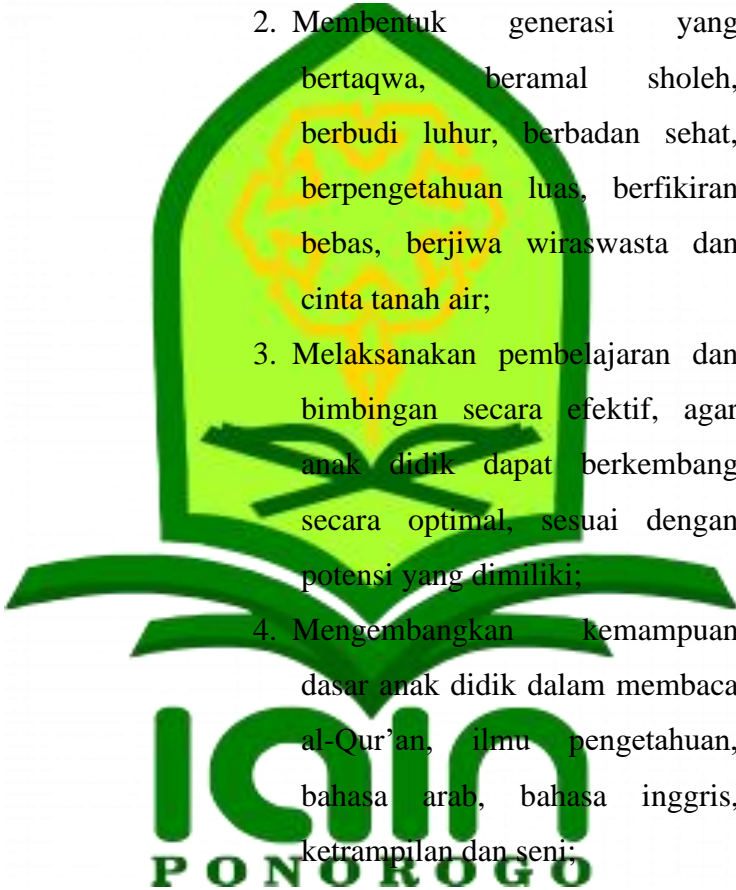 2. Membentuk generasi yang
bertaqwa, beramal sholeh,
berbudi luhur, berbadan sehat,
berpengetahuan luas, berfikiran
bebas, berjiwa wiraswasta dan
cinta tanah air;
3. Melaksanakan pembelajaran dan
bimbingan secara efektif, agar
anak didik dapat berkembang
secara optimal, sesuai dengan
potensi yang dimiliki;
4. Mengembangkan kemampuan
dasar anak didik dalam membaca
al-Qur’an, ilmu pengetahuan,
bahasa arab, bahasa inggris,
ketrampilan dan seni;
IAIN
PONOROGO